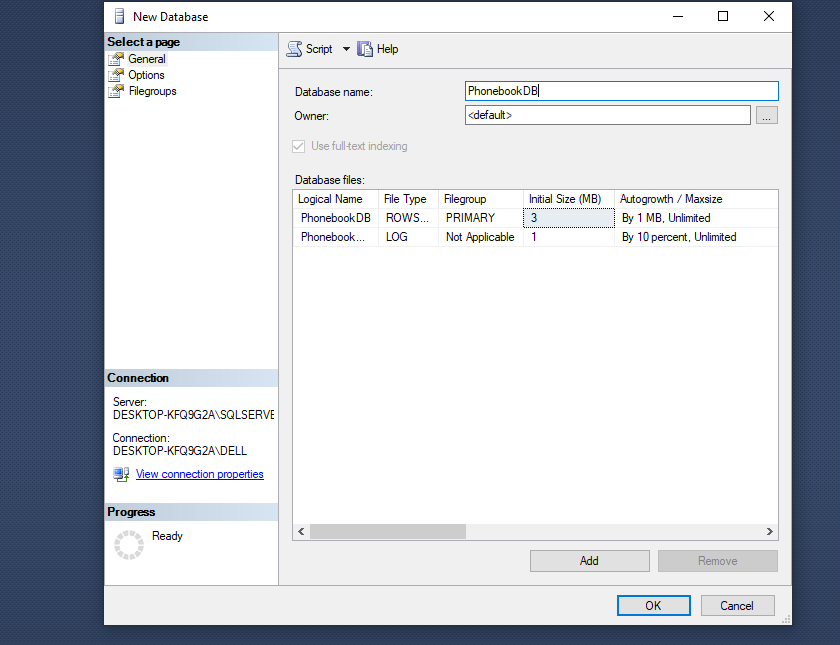 New Database
Select a page
General
Options
Filegroups
Script
Help
Database name:
PhonebookDB
Owner:
<default>
...
Use full-text indexing
Database files:
Logical Name File Type Filegroup Initial Size (MB) Autogrowth / Maxsize
PhonebookDB ROWS... PRIMARY 3 By 1 MB, Unlimited
Phonebook... LOG Not Applicable 1 By 10 percent, Unlimited
Connection
Server:
DESKTOP-KFQ9G2A\SQLSERVE
Connection:
DESKTOP-KFQ9G2A\DELL
View connection properties
Progress
Ready
Add Remove
OK Cancel